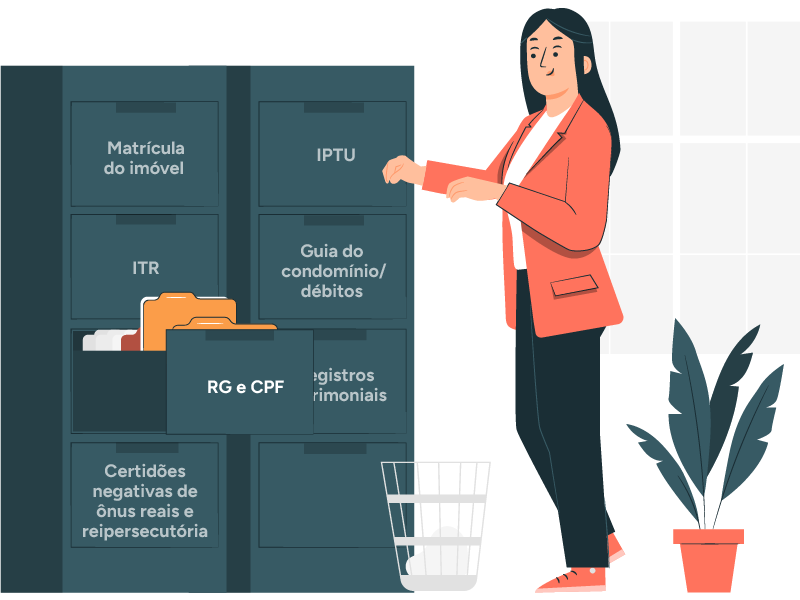 Matrícula
do imóvel
IPTU
ITR
Guia do
condomínio/
débitos
RG e CPF
egistros
rimoniais
Certidões
negativas de
ônus reais e
reipersecutória